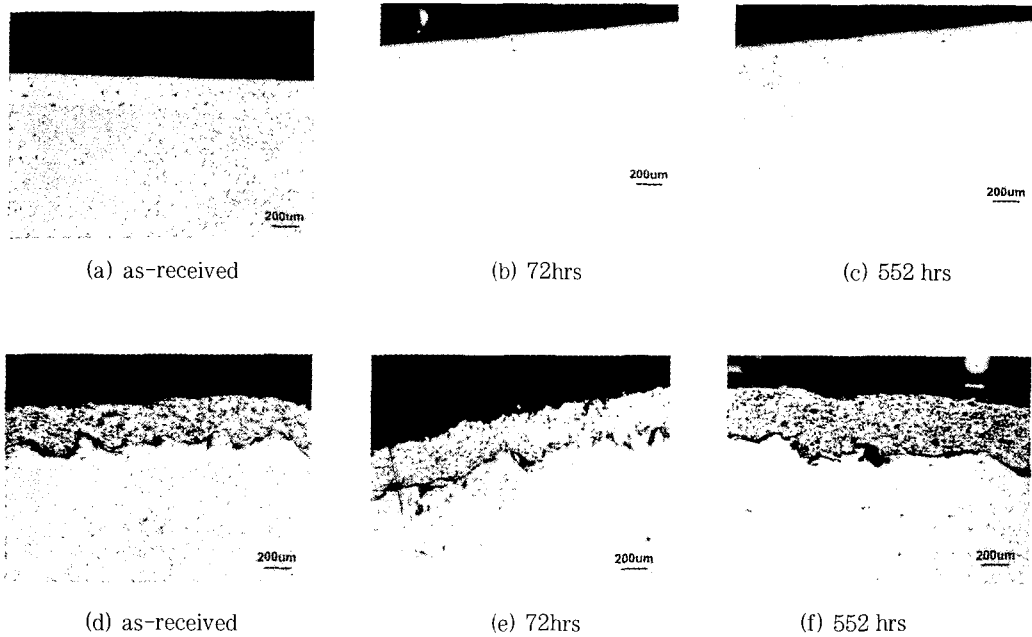 200um
200um
200um
(a) as-received
(b) 72hrs
(c) 552 hrs
200um
200um
200um
(d) as-received
(e) 72hrs
(f) 552 hrs